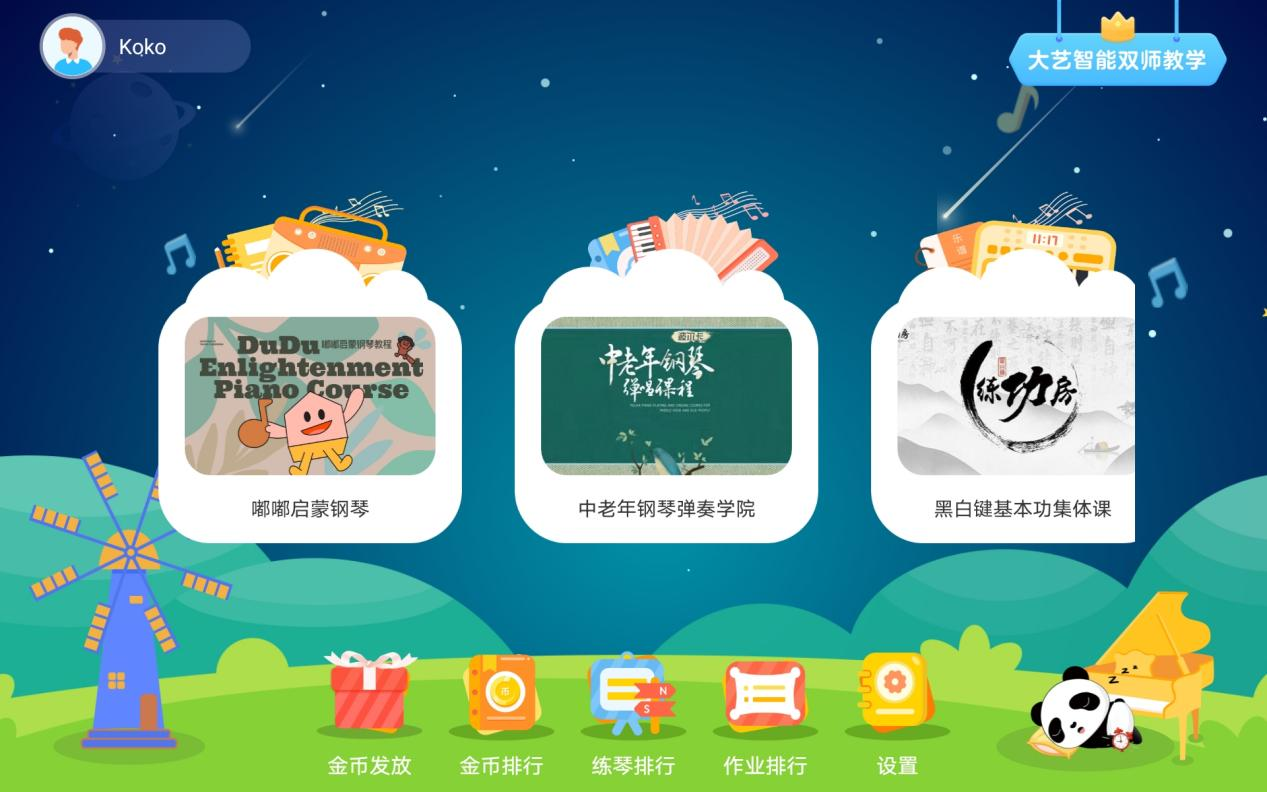 Koko
大艺智能双师教学
乐谱
11:17
DuDu
嘟嘟启蒙钢琴教程
Enlightenment
Piano Course
中老年钢琴
弹唱课程
练功房
嘟嘟启蒙钢琴
中老年钢琴弹奏学院
黑白键基本功集体课
币
N
S
z z z
金币发放
金币排行
练琴排行
作业排行
设置